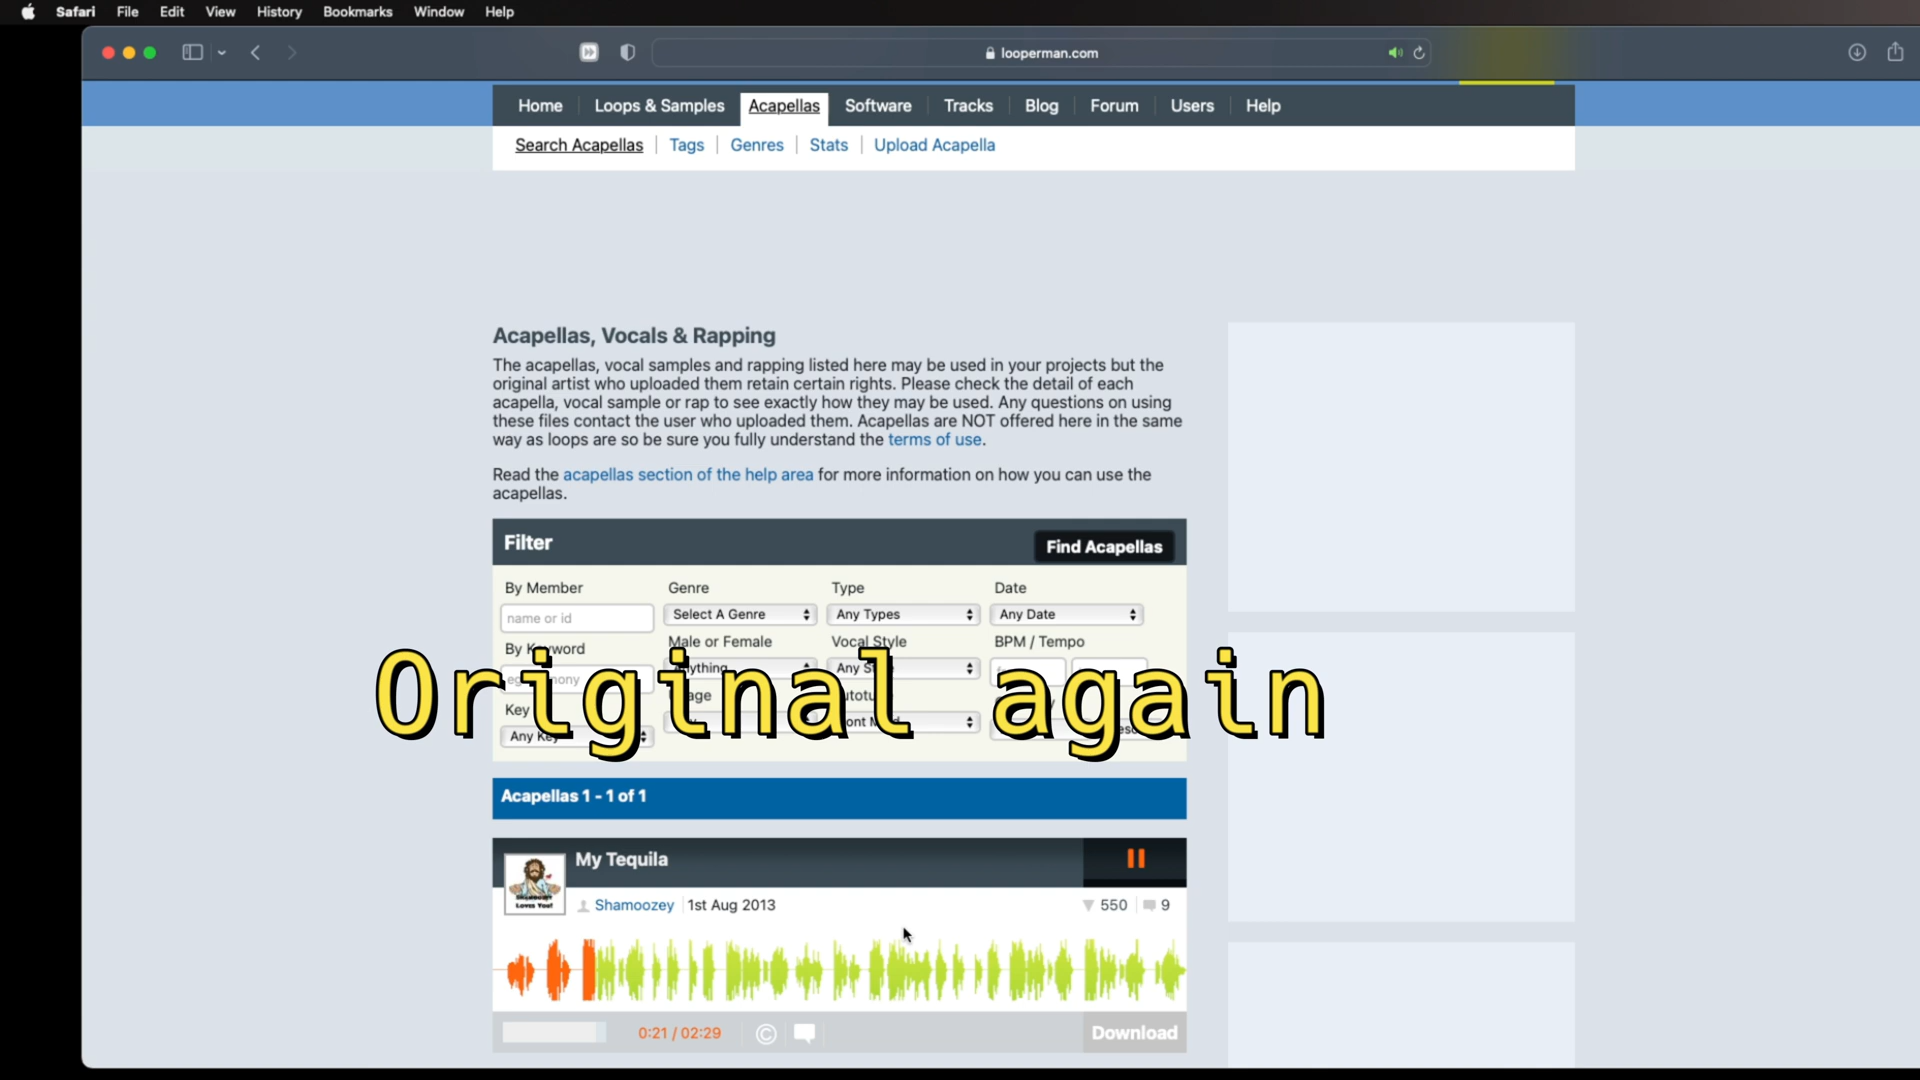 Safari File Edit View History Bookmarks Window Help
looperman.com
Home Loops & Samples Acapellas Software Tracks Blog Forum Users Help
Search Acapellas Tags Genres Stats Upload Acapella
Acapellas, Vocals & Rapping
The acapellas, vocal samples and rapping listed here may be used in your projects but the
original artist who uploaded them retain certain rights. Please check the detail of each
acapella, vocal sample or rap to see exactly how they may be used. Any questions on using
these files contact the user who uploaded them. Acapellas are NOT offered here in the same
way as loops are so be sure you fully understand the terms of use.
Read the acapellas section of the help area for more information on how you can use the
acapellas.
Filter Find Acapellas
By Member Genre Type Date
name or id Select A Genre Any Types Any Date
By Keyword Male or Female Vocal Style BPM / Tempo
Anything Any
Original again
Key
Any Key
Acapellas 1 - 1 of 1
My Tequila
Shamoozey 1st Aug 2013 550 9
LOVES YOU!
0:21 / 02:29 © Download